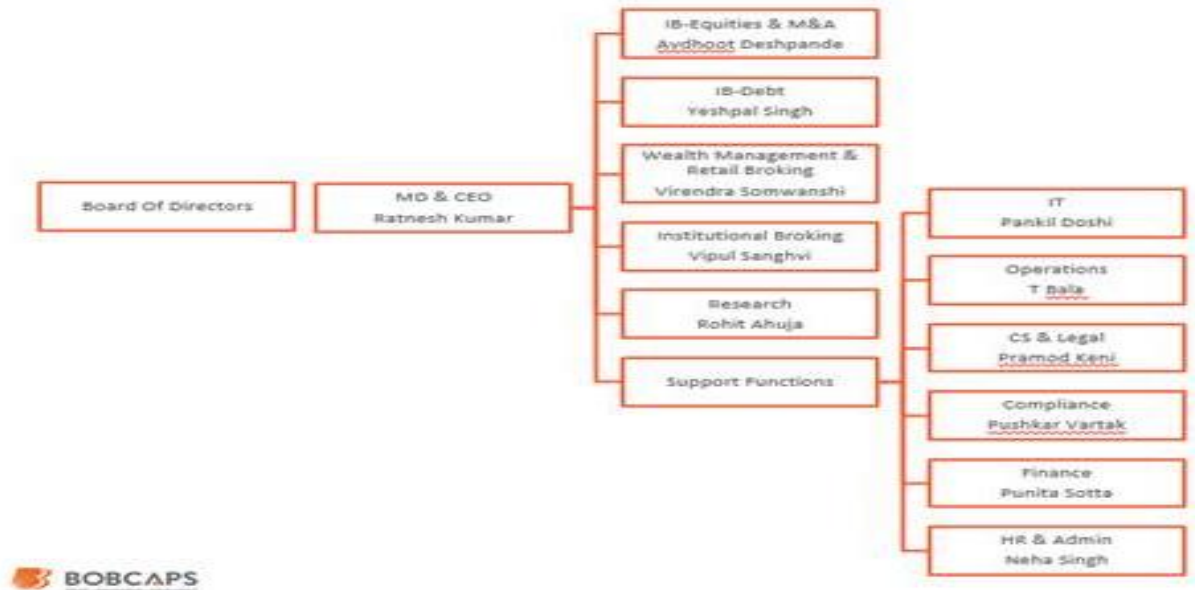 Board Of Directors
MD & CEO
Ratnesh Kumar
IB-Equities & M&A
Avdhoot Deshpande
IB-Debt
Yeshpal Singh
Wealth Management &
Retail Broking
Virendra Somwanshi
Institutional Broking
Vipul Sanghvi
Research
Rohit Ahuja
Support Functions
IT
Pankil Doshi
Operations
T Bala
CS & Legal
Pramod Keni
Compliance
Pushkar Vartak
Finance
Punita Sotta
HR & Admin
Neha Singh
BOBCAPS